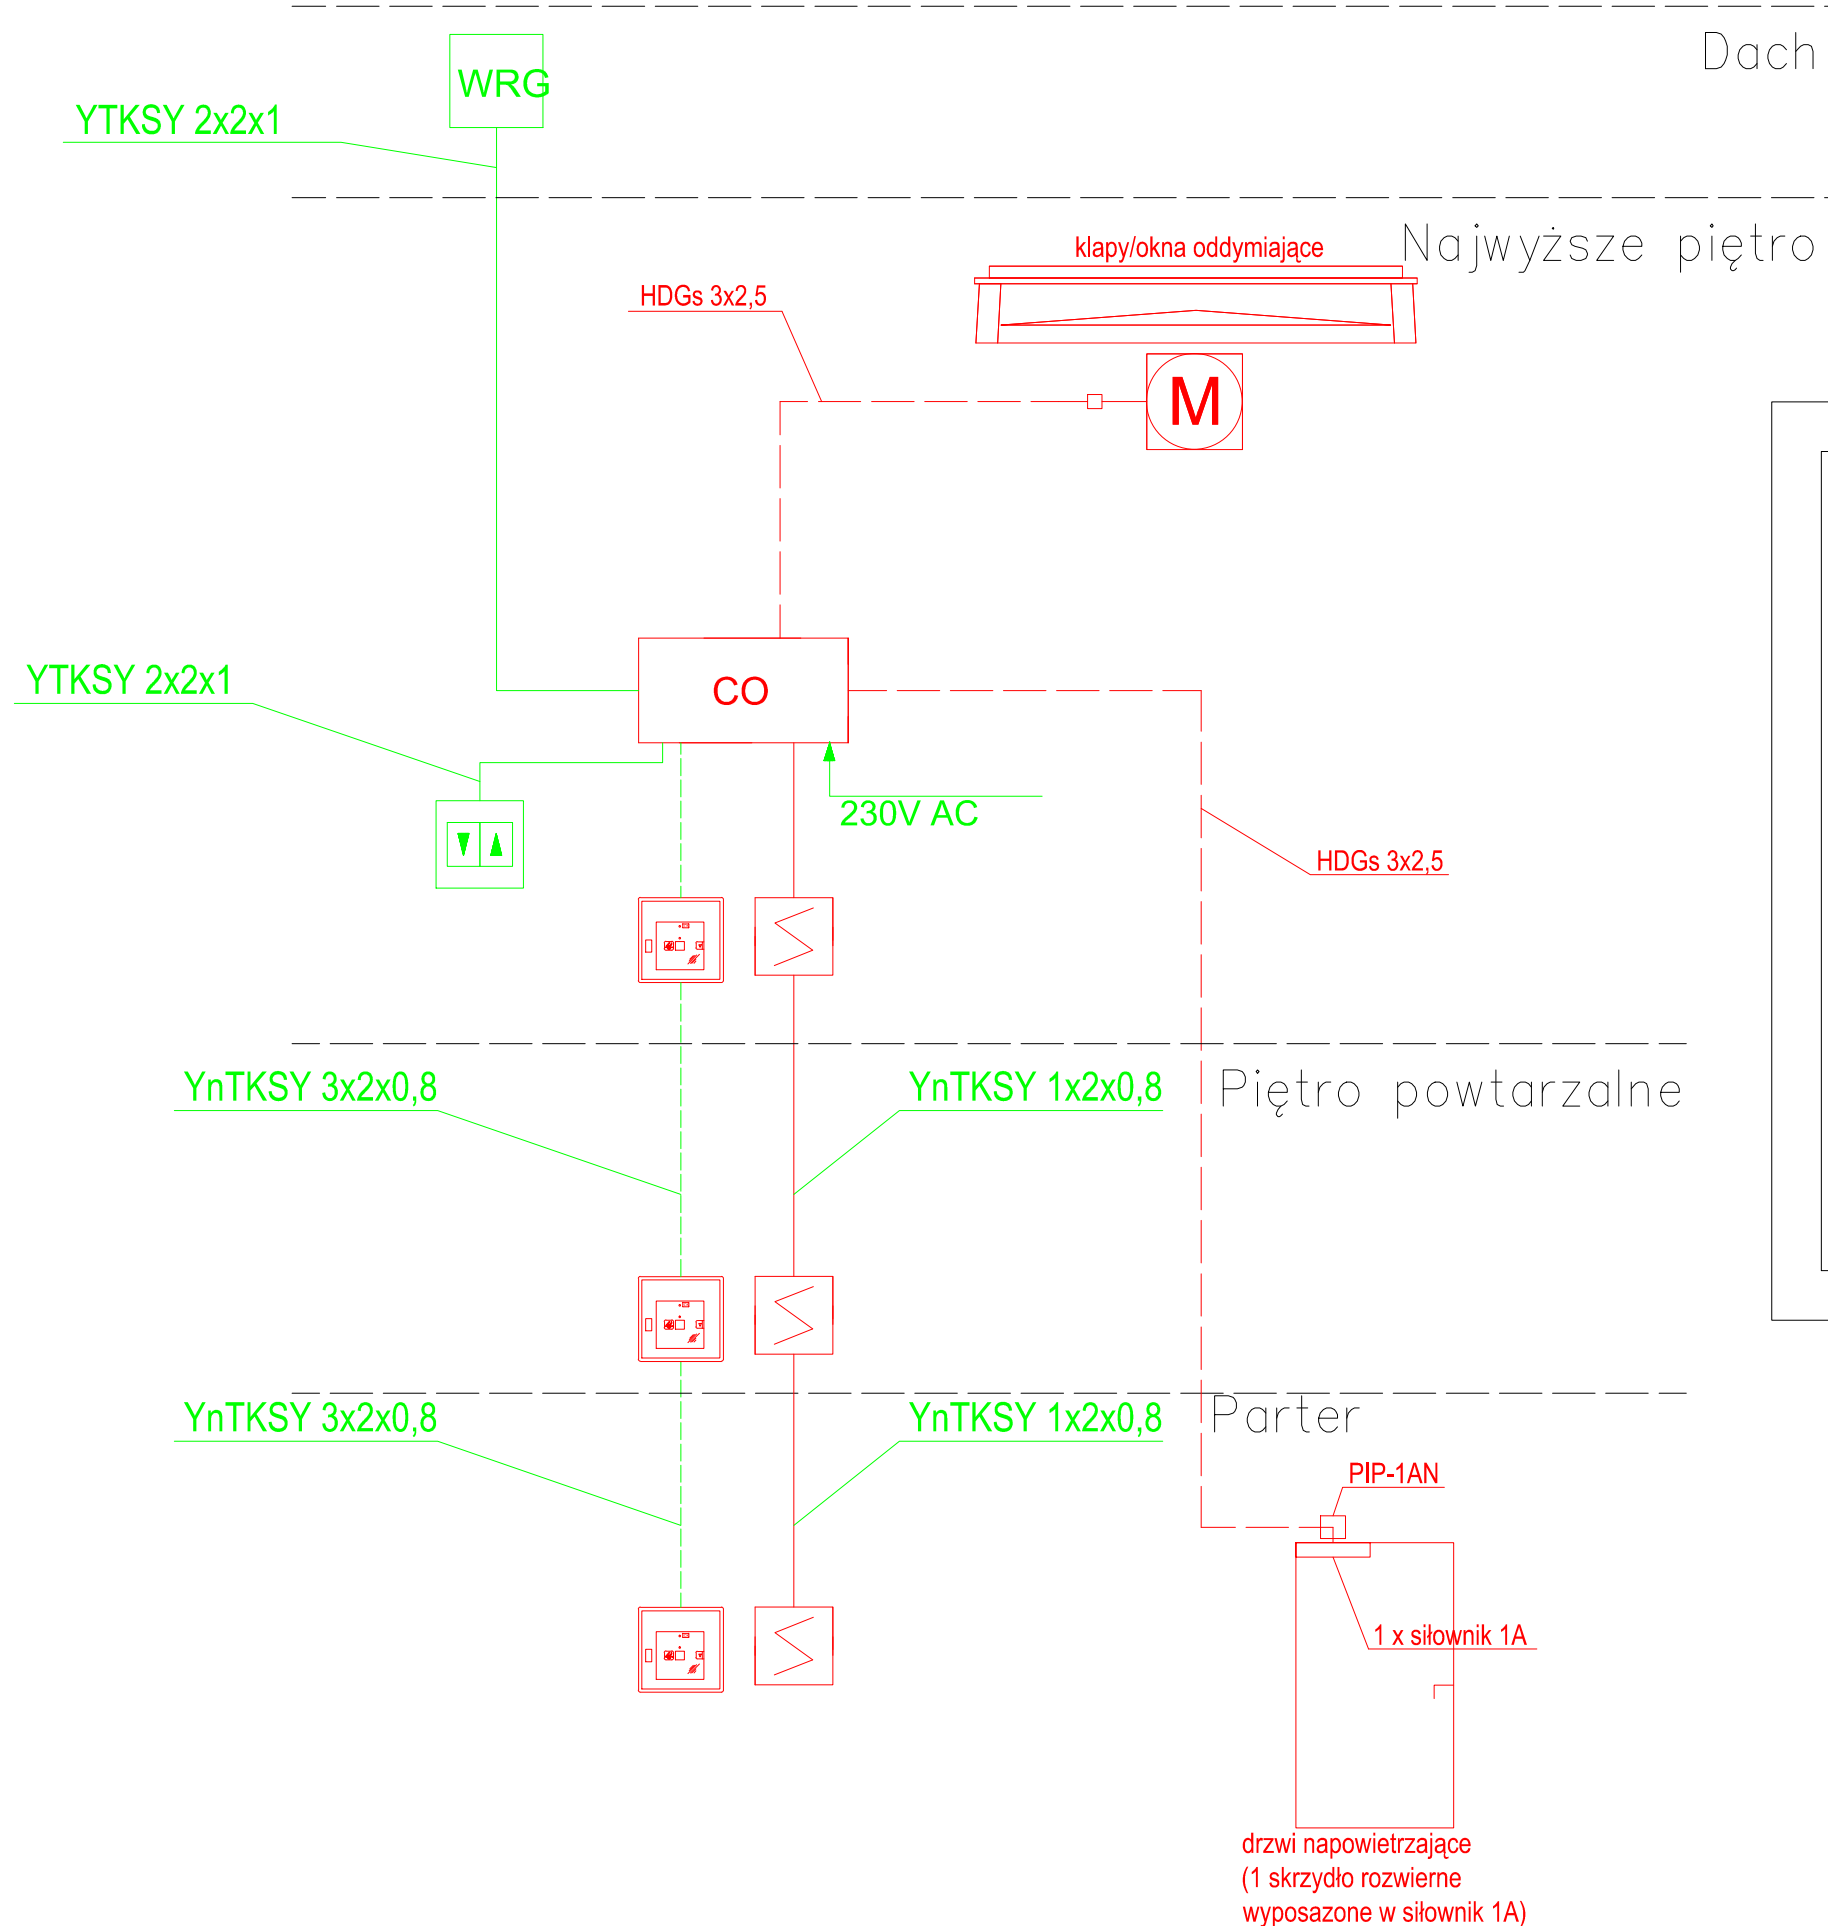 Dach
WRG
YTKSY 2x2x1
Najwyższe piętro
klapy/okna oddymiające
HDGs 3x2,5
M
YTKSY 2x2x1
CO
230V AC
HDGs 3x2,5
YnTKSY 3x2x0,8
YnTKSY 1x2x0,8
Piętro powtarzalne
YnTKSY 3x2x0,8
YnTKSY 1x2x0,8
Parter
PIP-1AN
1 x siłownik 1A
drzwi napowietrzające
(1 skrzydło rozwierne
wyposazone w siłownik 1A)